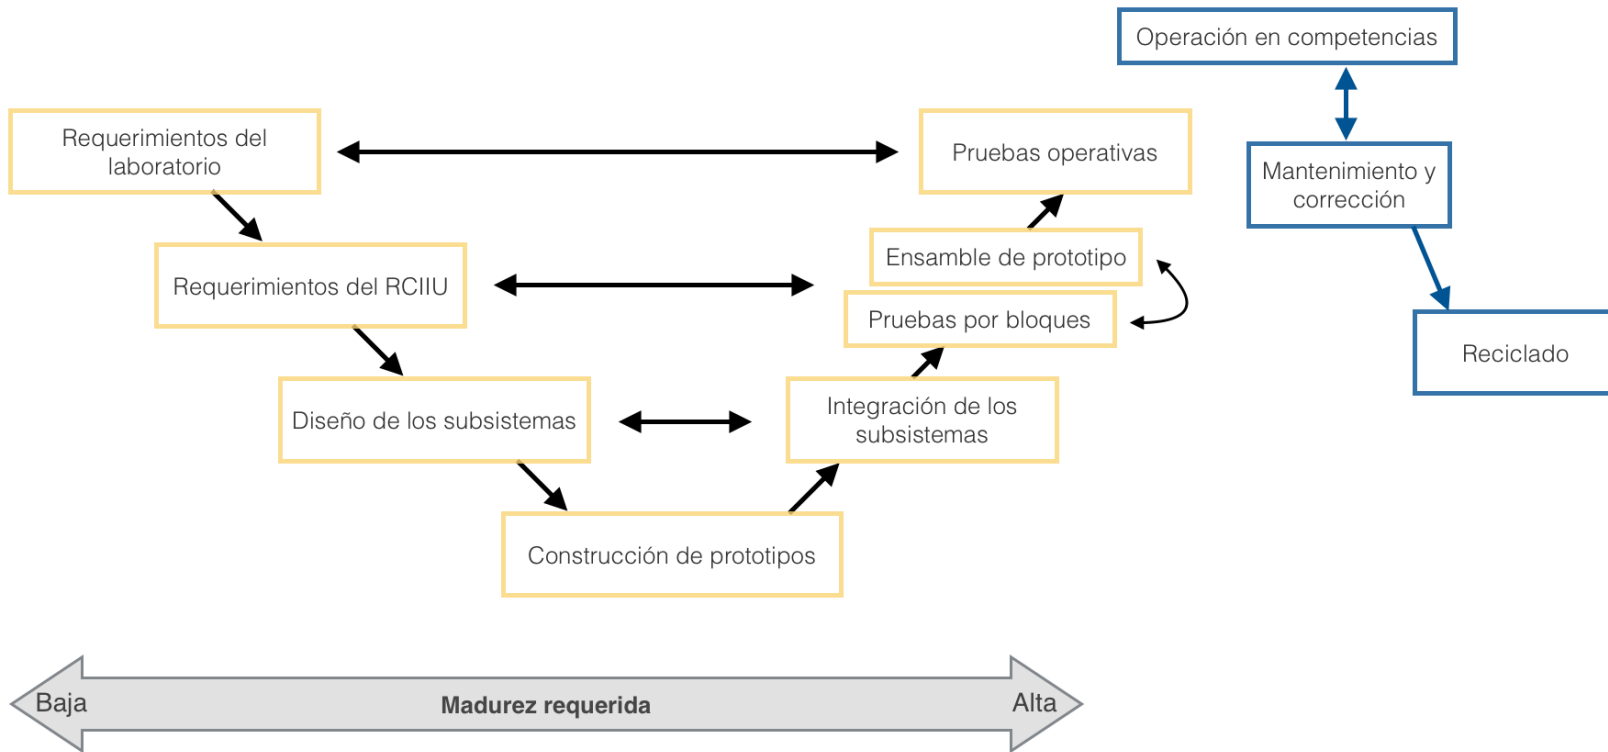 Operación en competencias
Requerimientos del
laboratorio
Pruebas operativas
Mantenimiento y
corrección
Ensamble de prototipo
Requerimientos del RCIIU
Pruebas por bloques
Reciclado
Diseño de los subsistemas
Integración de los
subsistemas
Construcción de prototipos
Baja
Madurez requerida
Alta